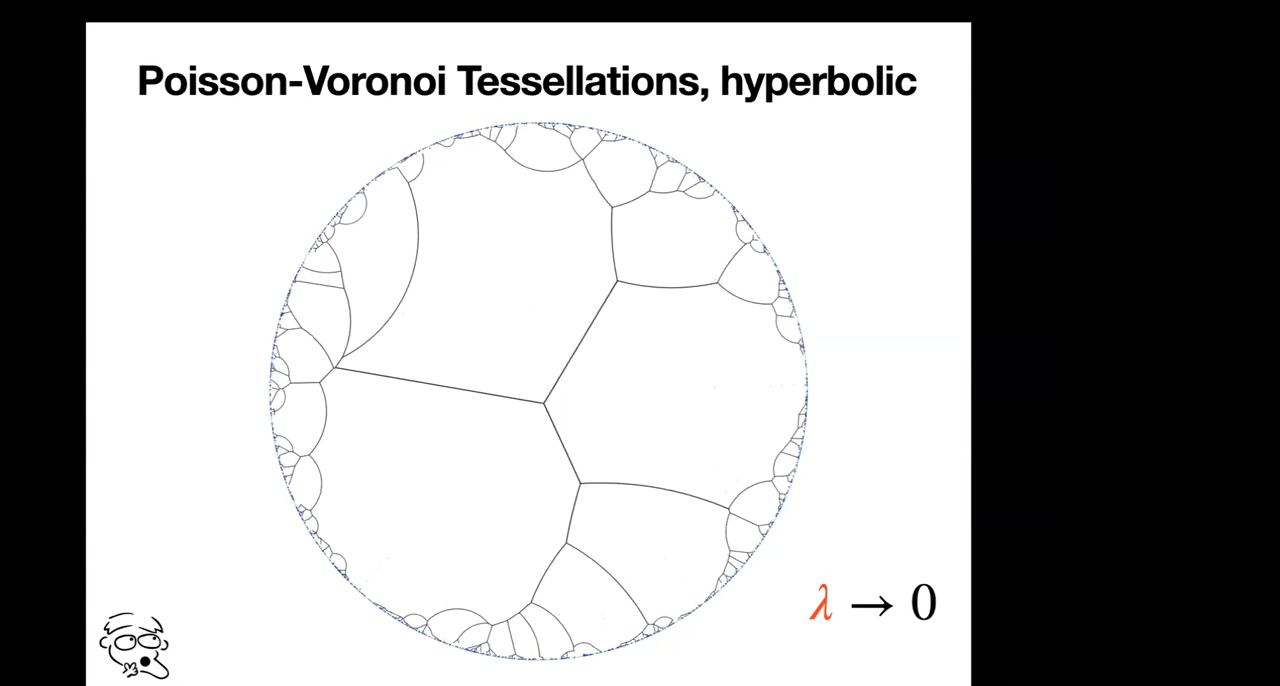 Poisson-Voronoi Tessellations, hyperbolic
λ → 0